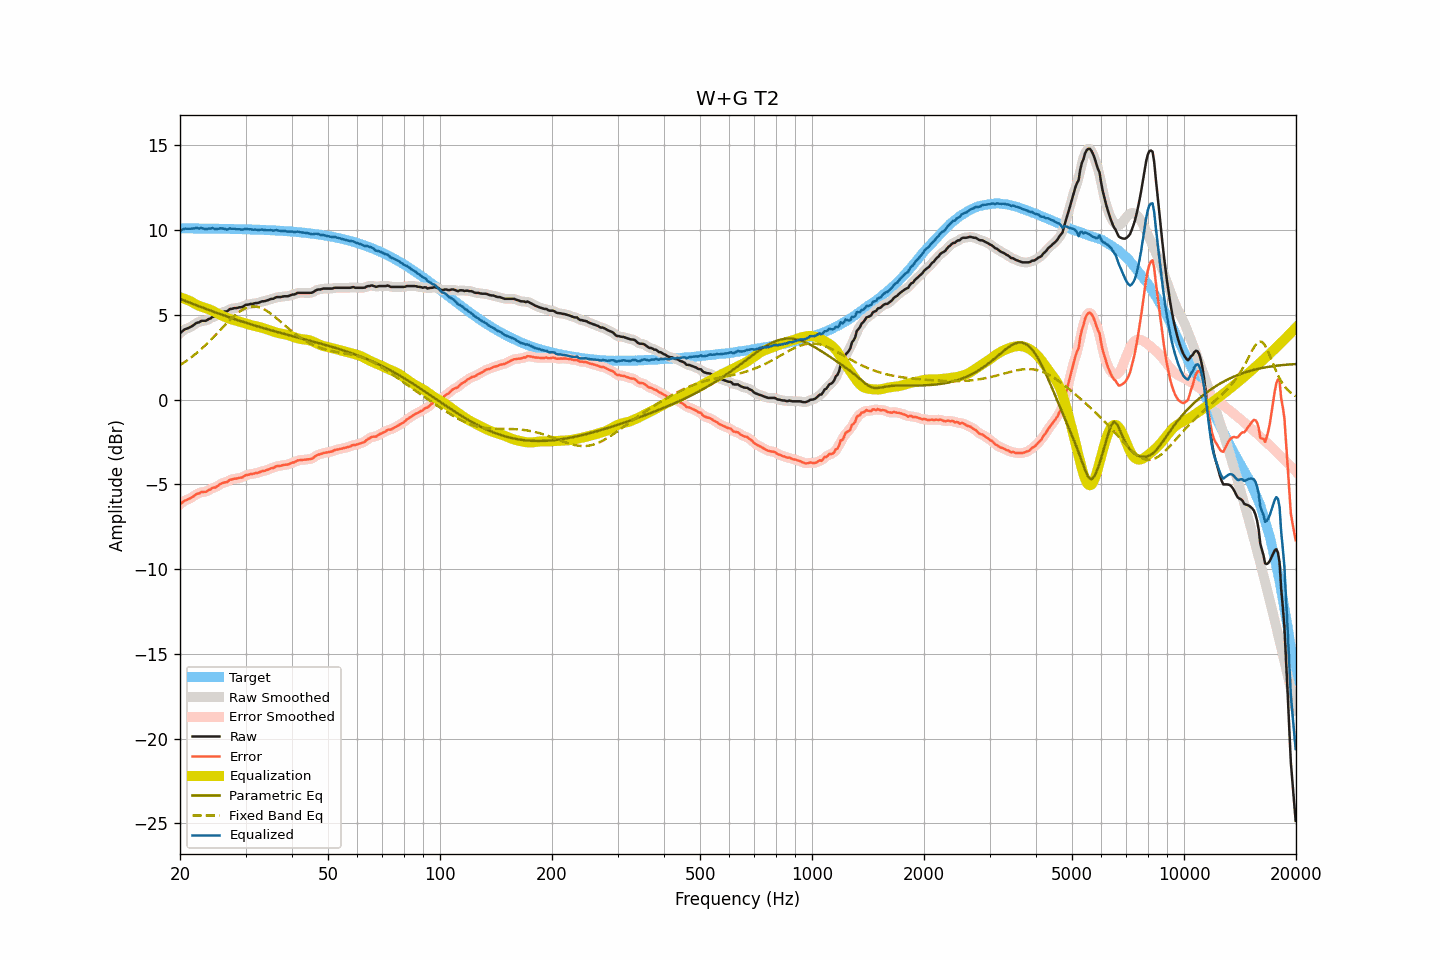 W+G T2
15
10
5
0
−5
−10
−15
−20
−25
Amplitude (dBr)
Target
Raw Smoothed
Error Smoothed
Raw
Error
Equalization
Parametric Eq
Fixed Band Eq
Equalized
20 50 100 200 500 1000 2000 5000 10000 20000
Frequency (Hz)